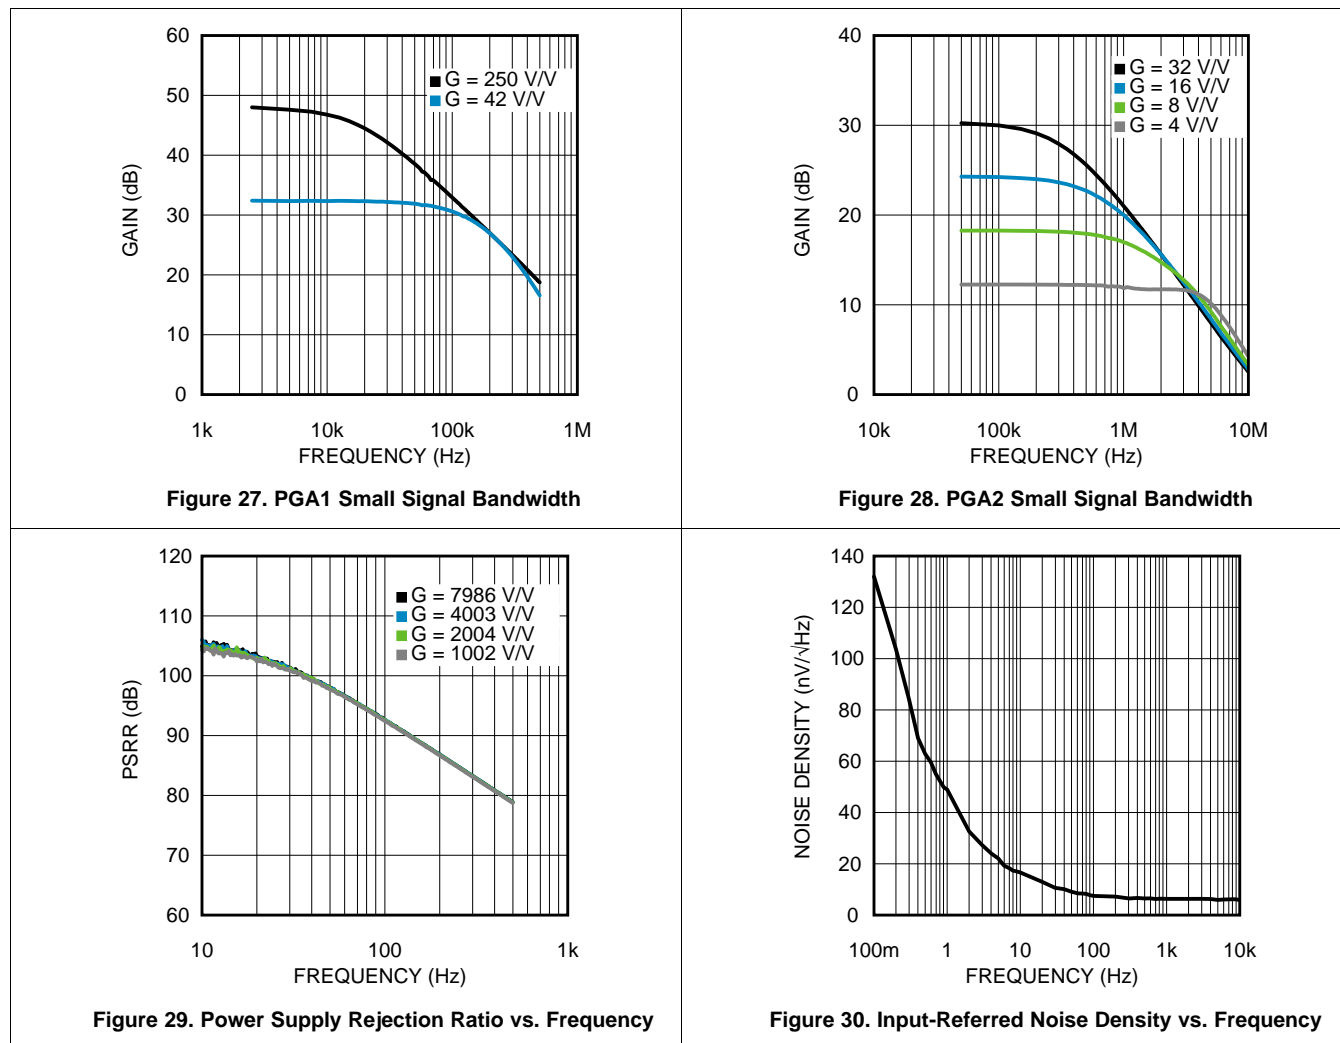 60
50
40
30
20
10
0
GAIN (dB)
G = 250 V/V
G = 42 V/V
1k 10k 100k 1M
FREQUENCY (Hz)
Figure 27. PGA1 Small Signal Bandwidth
40
30
20
10
0
GAIN (dB)
G = 32 V/V
G = 16 V/V
G = 8 V/V
G = 4 V/V
10k 100k 1M 10M
FREQUENCY (Hz)
Figure 28. PGA2 Small Signal Bandwidth
120
110
100
90
80
70
60
PSRR (dB)
G = 7986 V/V
G = 4003 V/V
G = 2004 V/V
G = 1002 V/V
10 100 1k
FREQUENCY (Hz)
Figure 29. Power Supply Rejection Ratio vs. Frequency
140
120
100
80
60
40
20
0
NOISE DENSITY (nV/√Hz)
100m 1 10 100 1k 10k
FREQUENCY (Hz)
Figure 30. Input-Referred Noise Density vs. Frequency